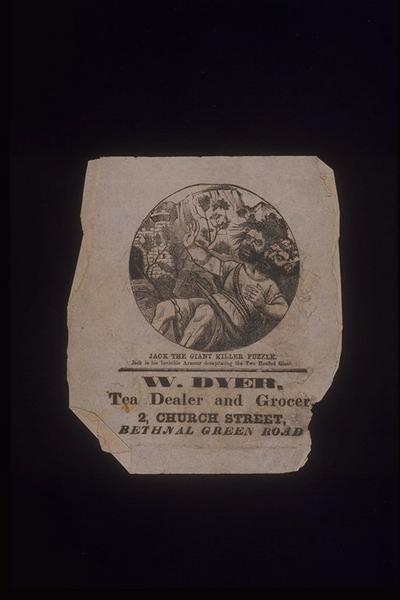 JACK THE GIANT KILLER PUZZLE.
Jack in his Invisible Armour decapitating the Two Headed Giant.
W. DYER,
Tea Dealer and Grocer,
2, CHURCH STREET,
BETHNAL GREEN ROAD